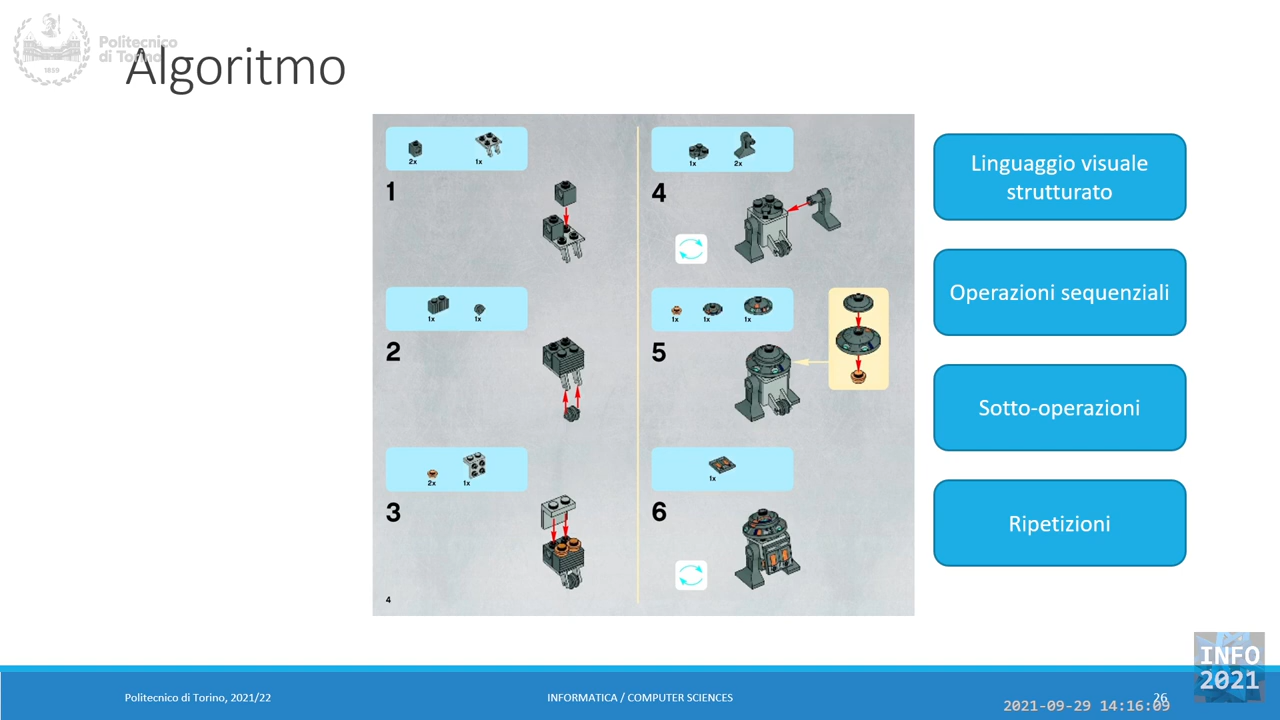 Politecnico
di Torino
1859
Algoritmo
2x
1x
1
1x
1x
2
2x
1x
3
4
1x
2x
4
1x
1x
1x
5
1x
6
Linguaggio visuale
strutturato
Operazioni sequenziali
Sotto-operazioni
Ripetizioni
INFO
2021
Politecnico di Torino, 2021/22
INFORMATICA / COMPUTER SCIENCES
26
2021-09-29 14:16:09